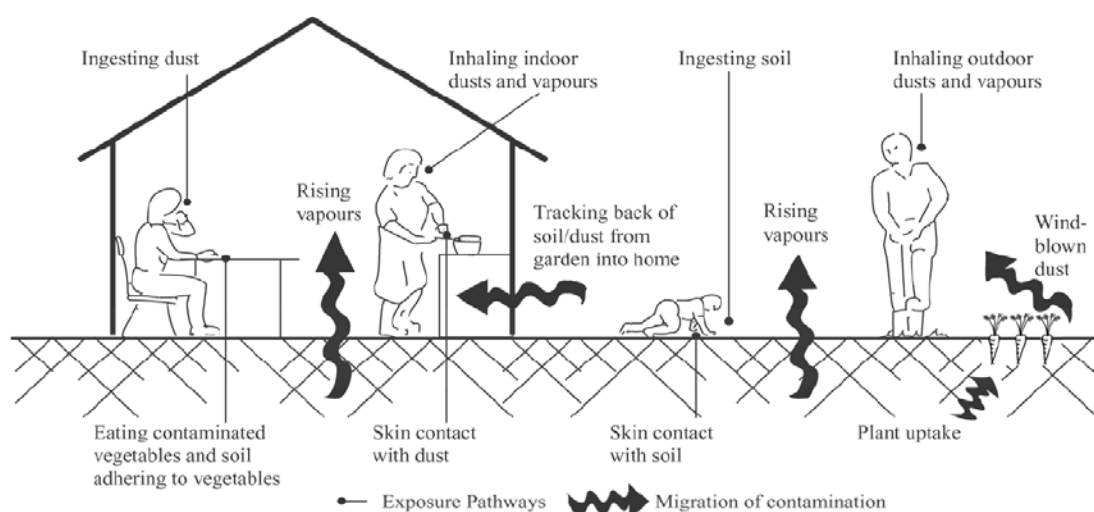 Ingesting dust
Inhaling indoor
dusts and vapours
Ingesting soil
Inhaling outdoor
dusts and vapours
Rising
vapours
Tracking back of
soil/dust from
garden into home
Rising
vapours
Wind-
blown
dust
Eating contaminated
vegetables and soil
adhering to vegetables
Skin contact
with dust
Skin contact
with soil
Plant uptake
Exposure Pathways
Migration of contamination